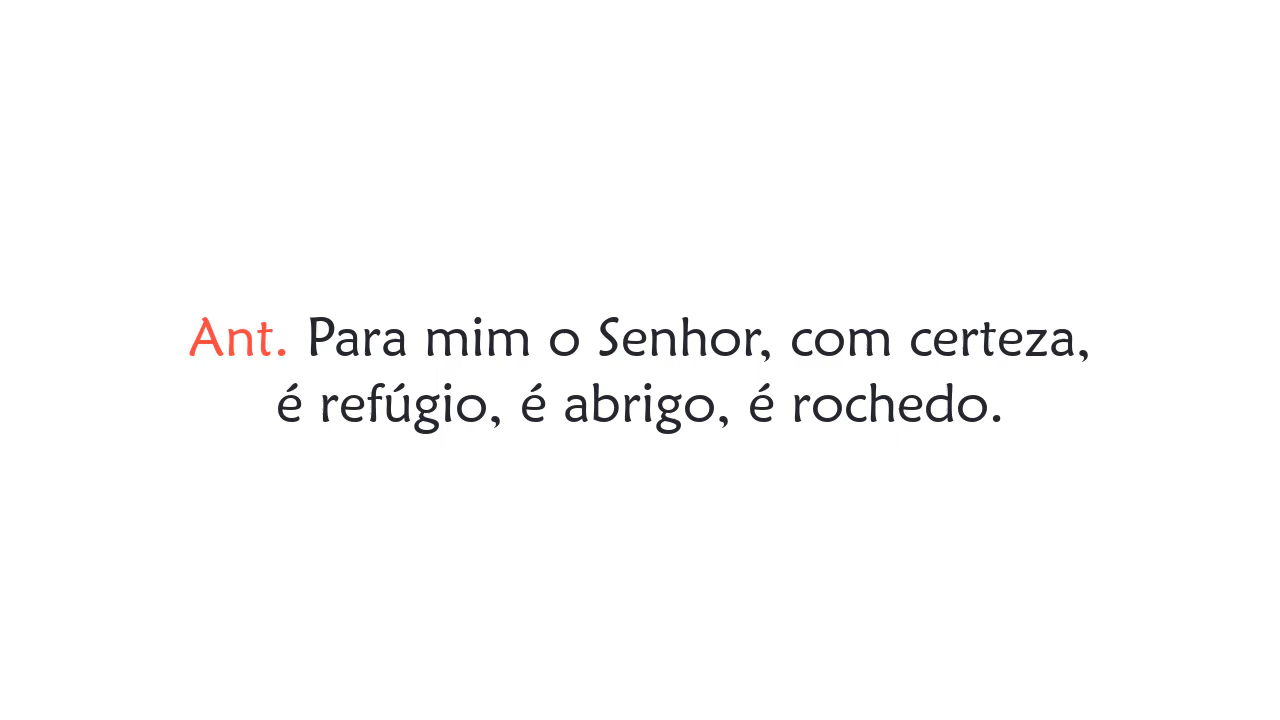 Ant. Para mim o Senhor, com certeza,
é refúgio, é abrigo, é rochedo.